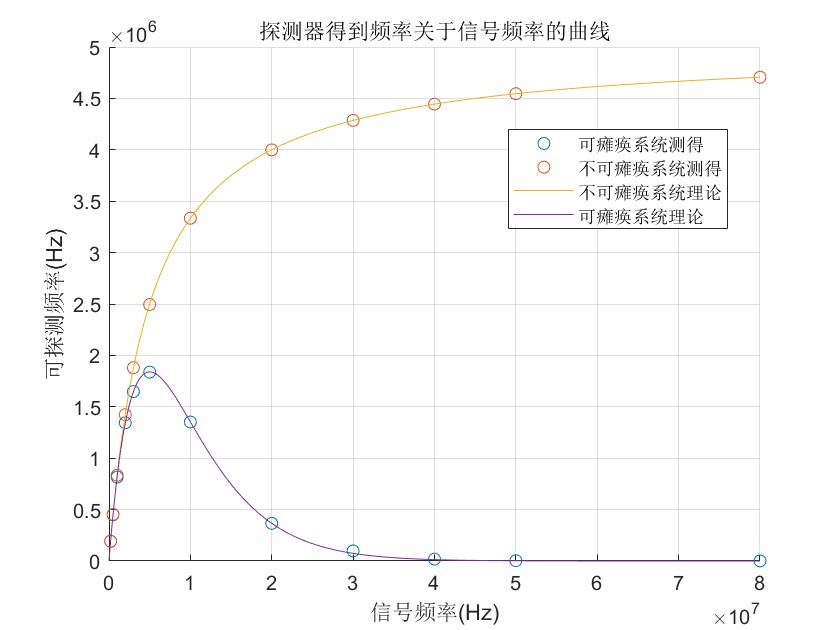 探测器得到频率关于信号频率的曲线
×10⁶
5
4.5
4
3.5
3
2.5
2
1.5
1
0.5
0
可探测频率(Hz)
可瘫痪系统测得
不可瘫痪系统测得
不可瘫痪系统理论
可瘫痪系统理论
0 1 2 3 4 5 6 7 8
信号频率(Hz)
×10⁷